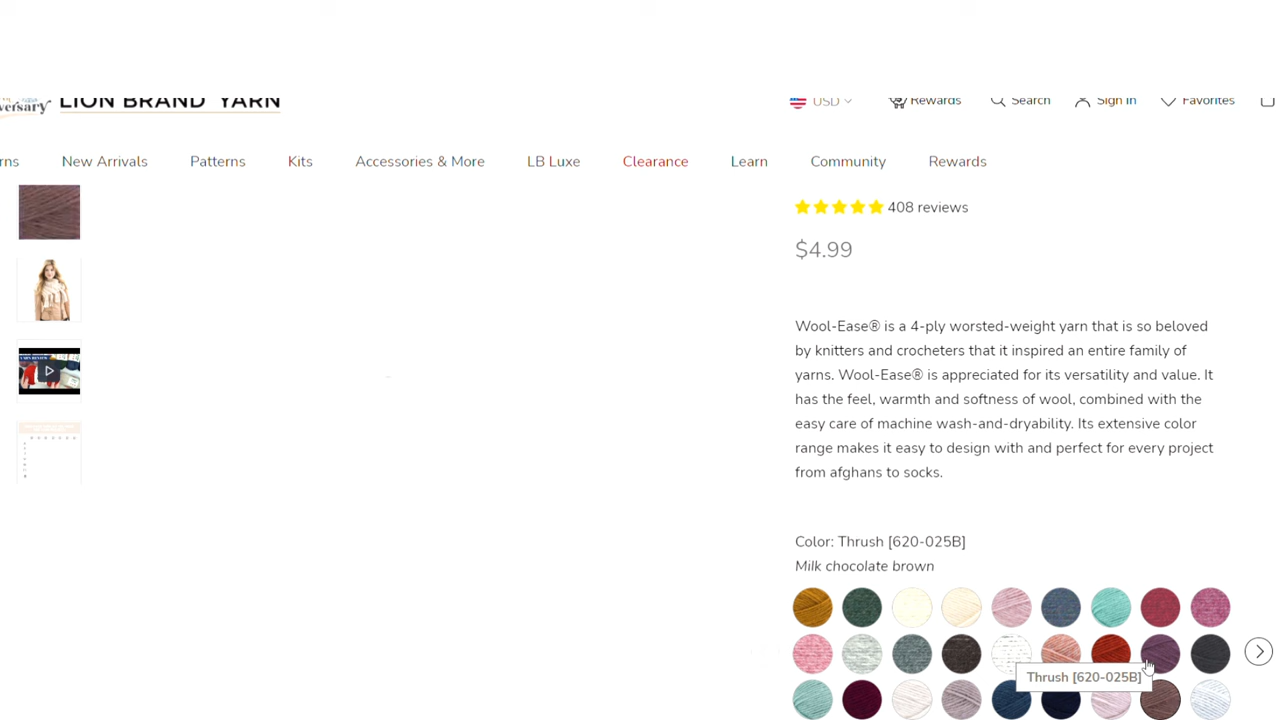 versary LION BRAND YARN
USD Rewards Search Sign In Favorites
rns New Arrivals Patterns Kits Accessories & More LB Luxe Clearance Learn Community Rewards
408 reviews
$4.99
Wool-Ease® is a 4-ply worsted-weight yarn that is so beloved
by knitters and crocheters that it inspired an entire family of
yarns. Wool-Ease® is appreciated for its versatility and value. It
has the feel, warmth and softness of wool, combined with the
easy care of machine wash-and-dryability. Its extensive color
range makes it easy to design with and perfect for every project
from afghans to socks.
Color: Thrush [620-025B]
Milk chocolate brown
Thrush [620-025B]